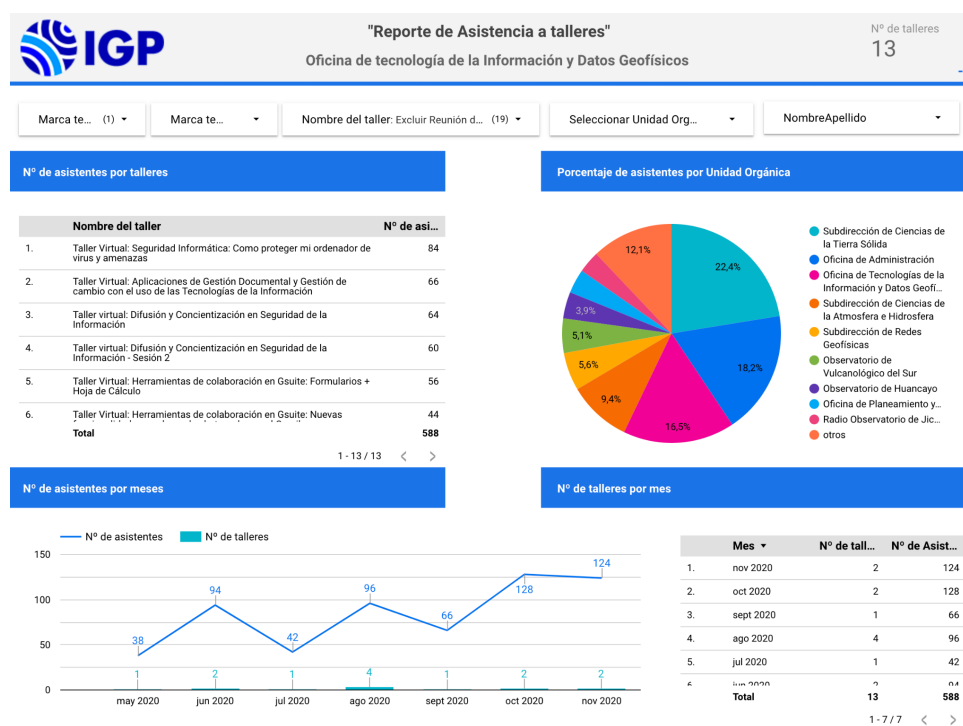 IGP
"Reporte de Asistencia a talleres"
Oficina de tecnología de la Información y Datos Geofísicos
Nº de talleres
13
Marca te... (1)
Marca te...
Nombre del taller: Excluir Reunión d... (19)
Seleccionar Unidad Org...
NombreApellido
Nº de asistentes por talleres
Nombre del taller Nº de asi...
1. Taller Virtual: Seguridad Informática: Como proteger mi ordenador de
virus y amenazas 84
2. Taller Virtual: Aplicaciones de Gestión Documental y Gestión de
cambio con el uso de las Tecnologías de la Información 66
3. Taller virtual: Difusión y Concientización en Seguridad de la
Información 64
4. Taller virtual: Difusión y Concientización en Seguridad de la
Información - Sesión 2 60
5. Taller Virtual: Herramientas de colaboración en Gsuite: Formularios +
Hoja de Cálculo 56
6. Taller Virtual: Herramientas de colaboración en Gsuite: Nuevas 44
Total 588
1 - 13 / 13 < >
Porcentaje de asistentes por Unidad Orgánica
12,1%
22,4%
3,9%
5,1%
5,6%
18,2%
9,4%
16,5%
Subdirección de Ciencias de
la Tierra Sólida
Oficina de Administración
Oficina de Tecnologías de la
Información y Datos Geofí...
Subdirección de Ciencias de
la Atmosfera e Hidrosfera
Subdirección de Redes
Geofísicas
Observatorio de
Vulcanológico del Sur
Observatorio de Huancayo
Oficina de Planeamiento y...
Radio Observatorio de Jic...
otros
Nº de asistentes por meses
Nº de asistentes Nº de talleres
150
100
50
0
38 94 42 96 66 128 124
1 2 1 4 1 2 2
may 2020 jun 2020 jul 2020 ago 2020 sept 2020 oct 2020 nov 2020
Nº de talleres por mes
Mes Nº de tall... Nº de Asist...
1. nov 2020 2 124
2. oct 2020 2 128
3. sept 2020 1 66
4. ago 2020 4 96
5. jul 2020 1 42
6. jun 2020 2 94
Total 13 588
1 - 7 / 7 < >